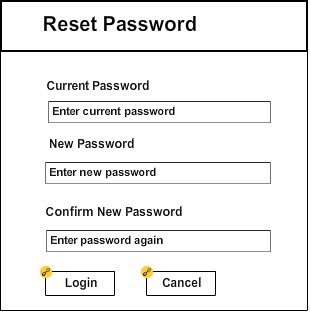 Reset Password
Current Password
Enter current password
New Password
Enter new password
Confirm New Password
Enter password again
Login
Cancel